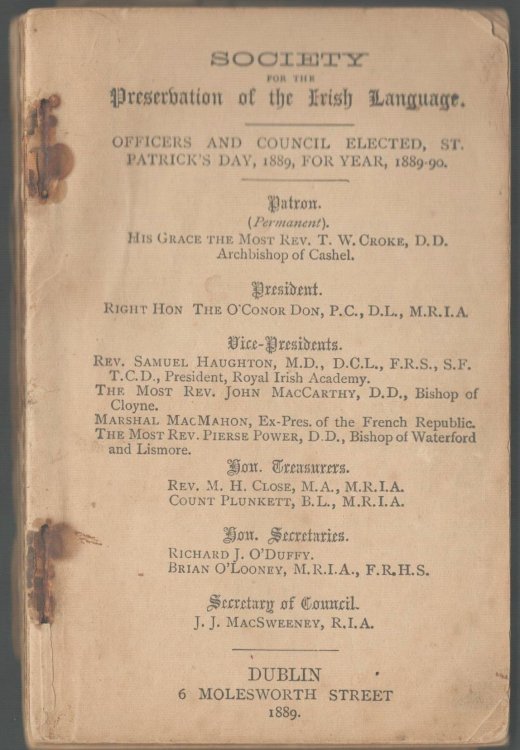 SOCIETY
FOR THE
Preservation of the Irish Language.
OFFICERS AND COUNCIL ELECTED, ST.
PATRICK'S DAY, 1889, FOR YEAR, 1889-90.
Patron.
(Permanent).
HIS GRACE THE MOST REV. T. W. CROKE, D.D.
Archbishop of Cashel.
President.
RIGHT HON THE O'CONOR DON, P.C., D.L., M.R.I.A.
Vice-Presidents.
REV. SAMUEL HAUGHTON, M.D., D.C.L., F.R.S., S.F.
T.C.D., President, Royal Irish Academy.
THE MOST REV. JOHN MACCARTHY, D.D., Bishop of
Cloyne.
MARSHAL MACMAHON, Ex-Pres. of the French Republic.
THE MOST REV. PIERSE POWER, D.D., Bishop of Waterford
and Lismore.
Hon. Treasurers.
REV. M. H. CLOSE, M.A., M.R.I.A.
COUNT PLUNKETT, B.L., M.R.I.A.
Hon. Secretaries.
RICHARD J. O'DUFFY.
BRIAN O'LOONEY, M.R.I.A., F.R.H.S.
Secretary of Council.
J. J. MACSWEENEY, R.I.A.
DUBLIN
6 MOLESWORTH STREET
1889.